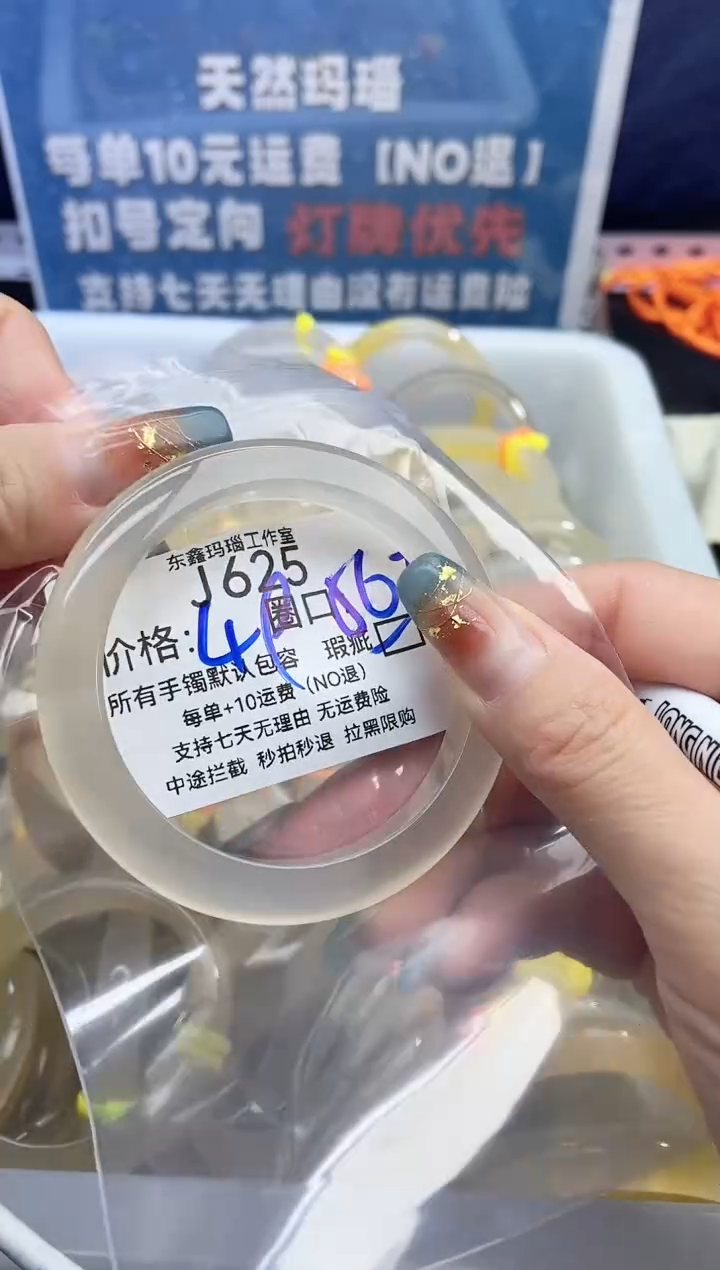 天然玛瑙
每单10元运费【NO退】
扣号定向 灯牌优先
支持七天无理由没有运费险
东鑫玛瑙工作室
J625
圈口 56
价格:
瑕疵
所有手镯默认包容
每单+10运费(NO退)
支持七天无理由 无运费险
中途拦截 秒拍秒退 拉黑限购